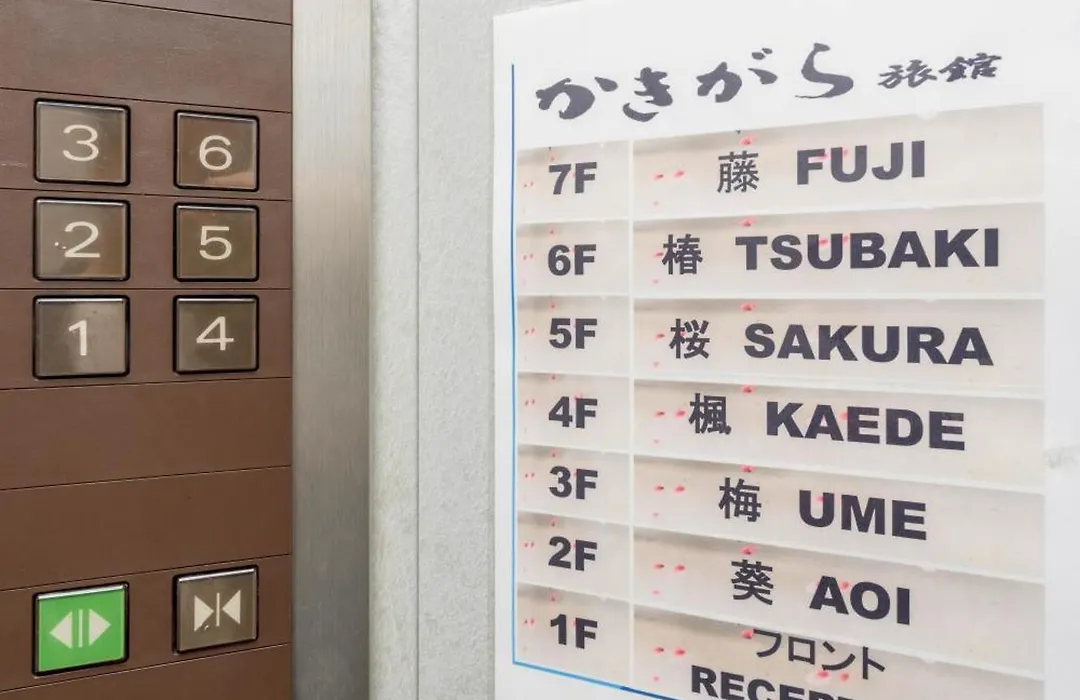 3 6
2 5
1 4
かきがら 旅館
7F 藤 FUJI
6F 椿 TSUBAKI
5F 桜 SAKURA
4F 楓 KAEDE
3F 梅 UME
2F 葵 AOI
1F フロント